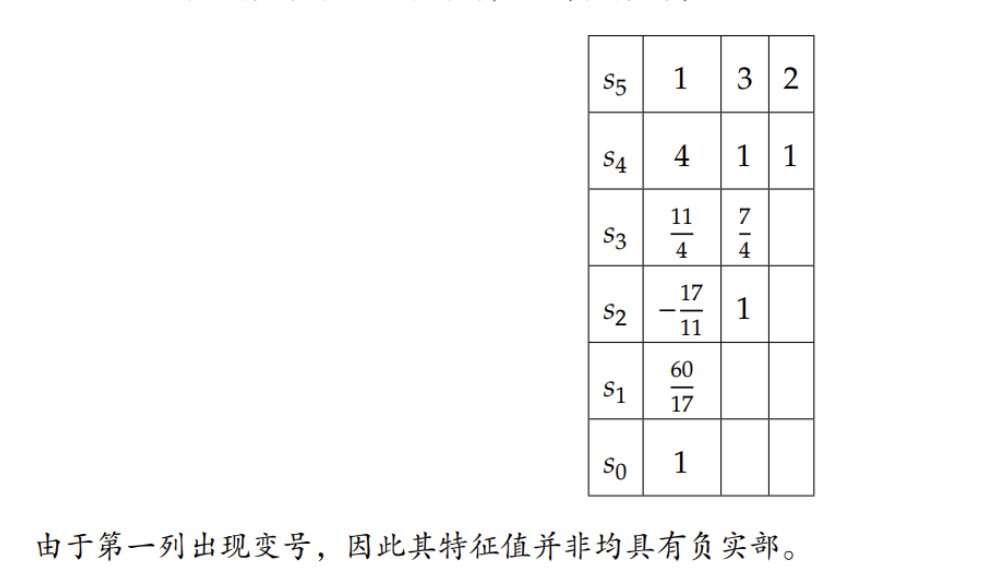 s5 1 3 2
s4 4 1 1
s3 11/4 7/4
s2 −17/11 1
s1 60/17
s0 1
由于第一列出现变号，因此其特征值并非均具有负实部。